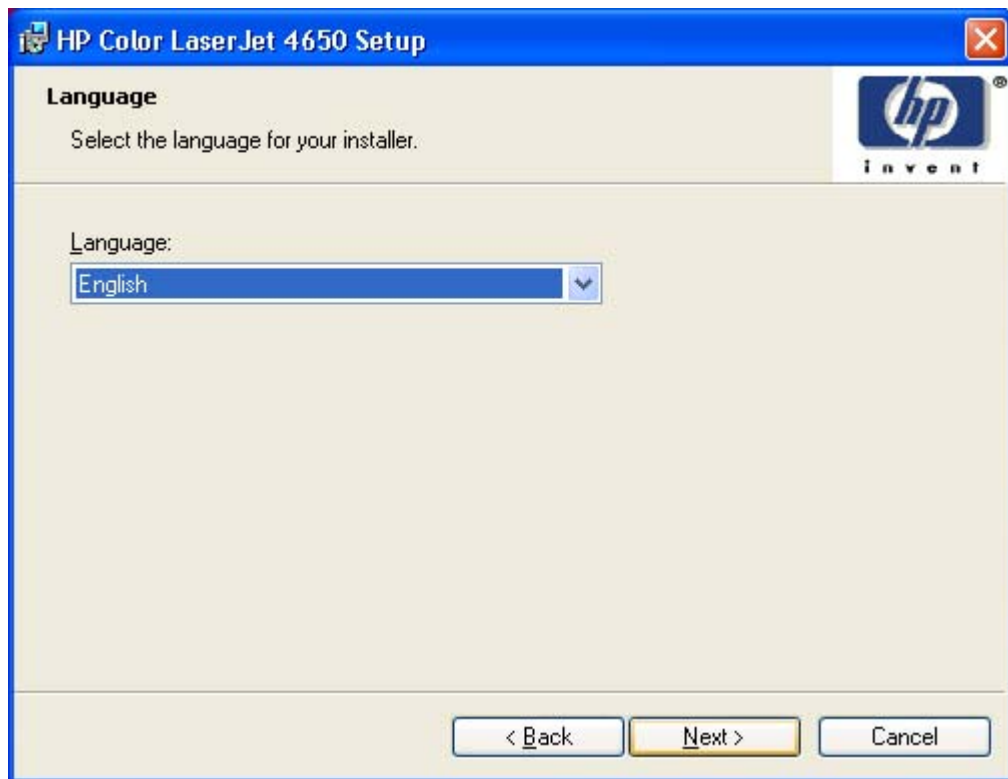 HP Color LaserJet 4650 Setup
Language
Select the language for your installer.
hp ®
invent
Language:
English
< Back
Next >
Cancel